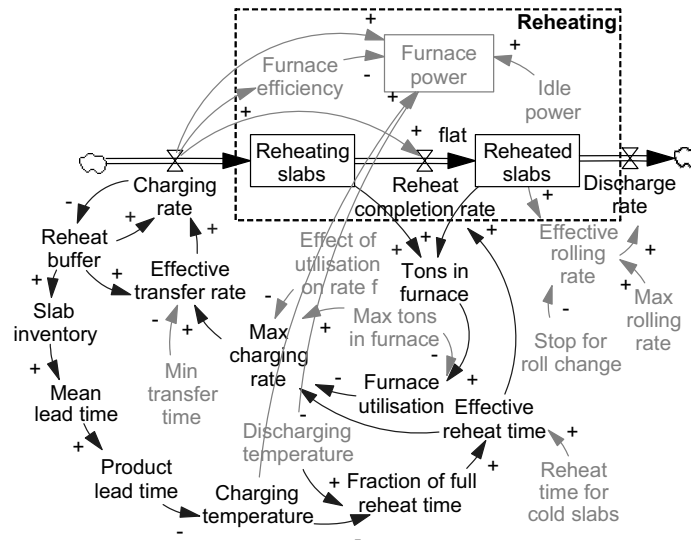 Reheating
Furnace
efficiency
Furnace
power
Idle
power
flat
Reheating
slabs
Reheated
slabs
Charging
rate
Reheat
completion rate
Discharge
rate
Reheat
buffer
Effective
transfer rate
Effect of
utilisation
on rate f
Tons in
furnace
Effective
rolling
rate
Slab
inventory
Max
charging
rate
Max tons
in furnace
Stop for
roll change
Max
rolling rate
Min
transfer
time
Mean
lead time
Furnace
utilisation
Effective
reheat time
Discharging
temperature
Product
lead time
Charging
temperature
Fraction of full
reheat time
Reheat
time for
cold slabs